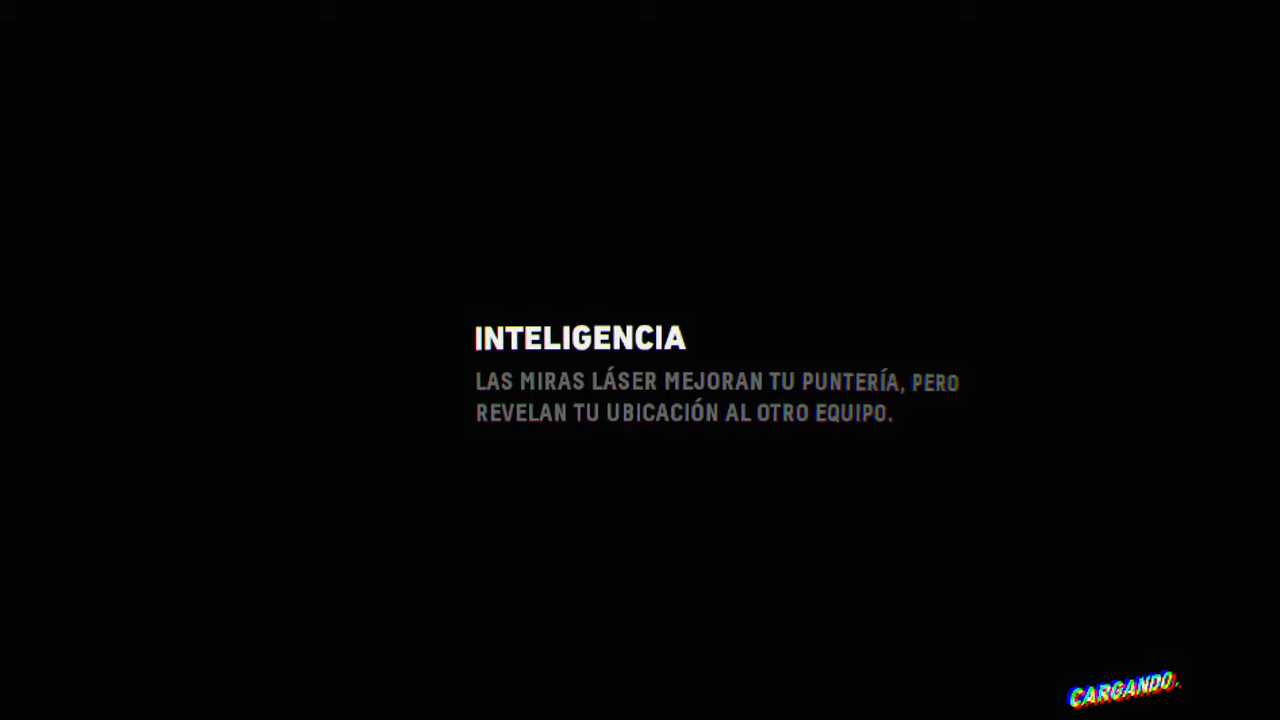 INTELIGENCIA
LAS MIRAS LÁSER MEJORAN TU PUNTERÍA, PERO
REVELAN TU UBICACIÓN AL OTRO EQUIPO.
CARGANDO.